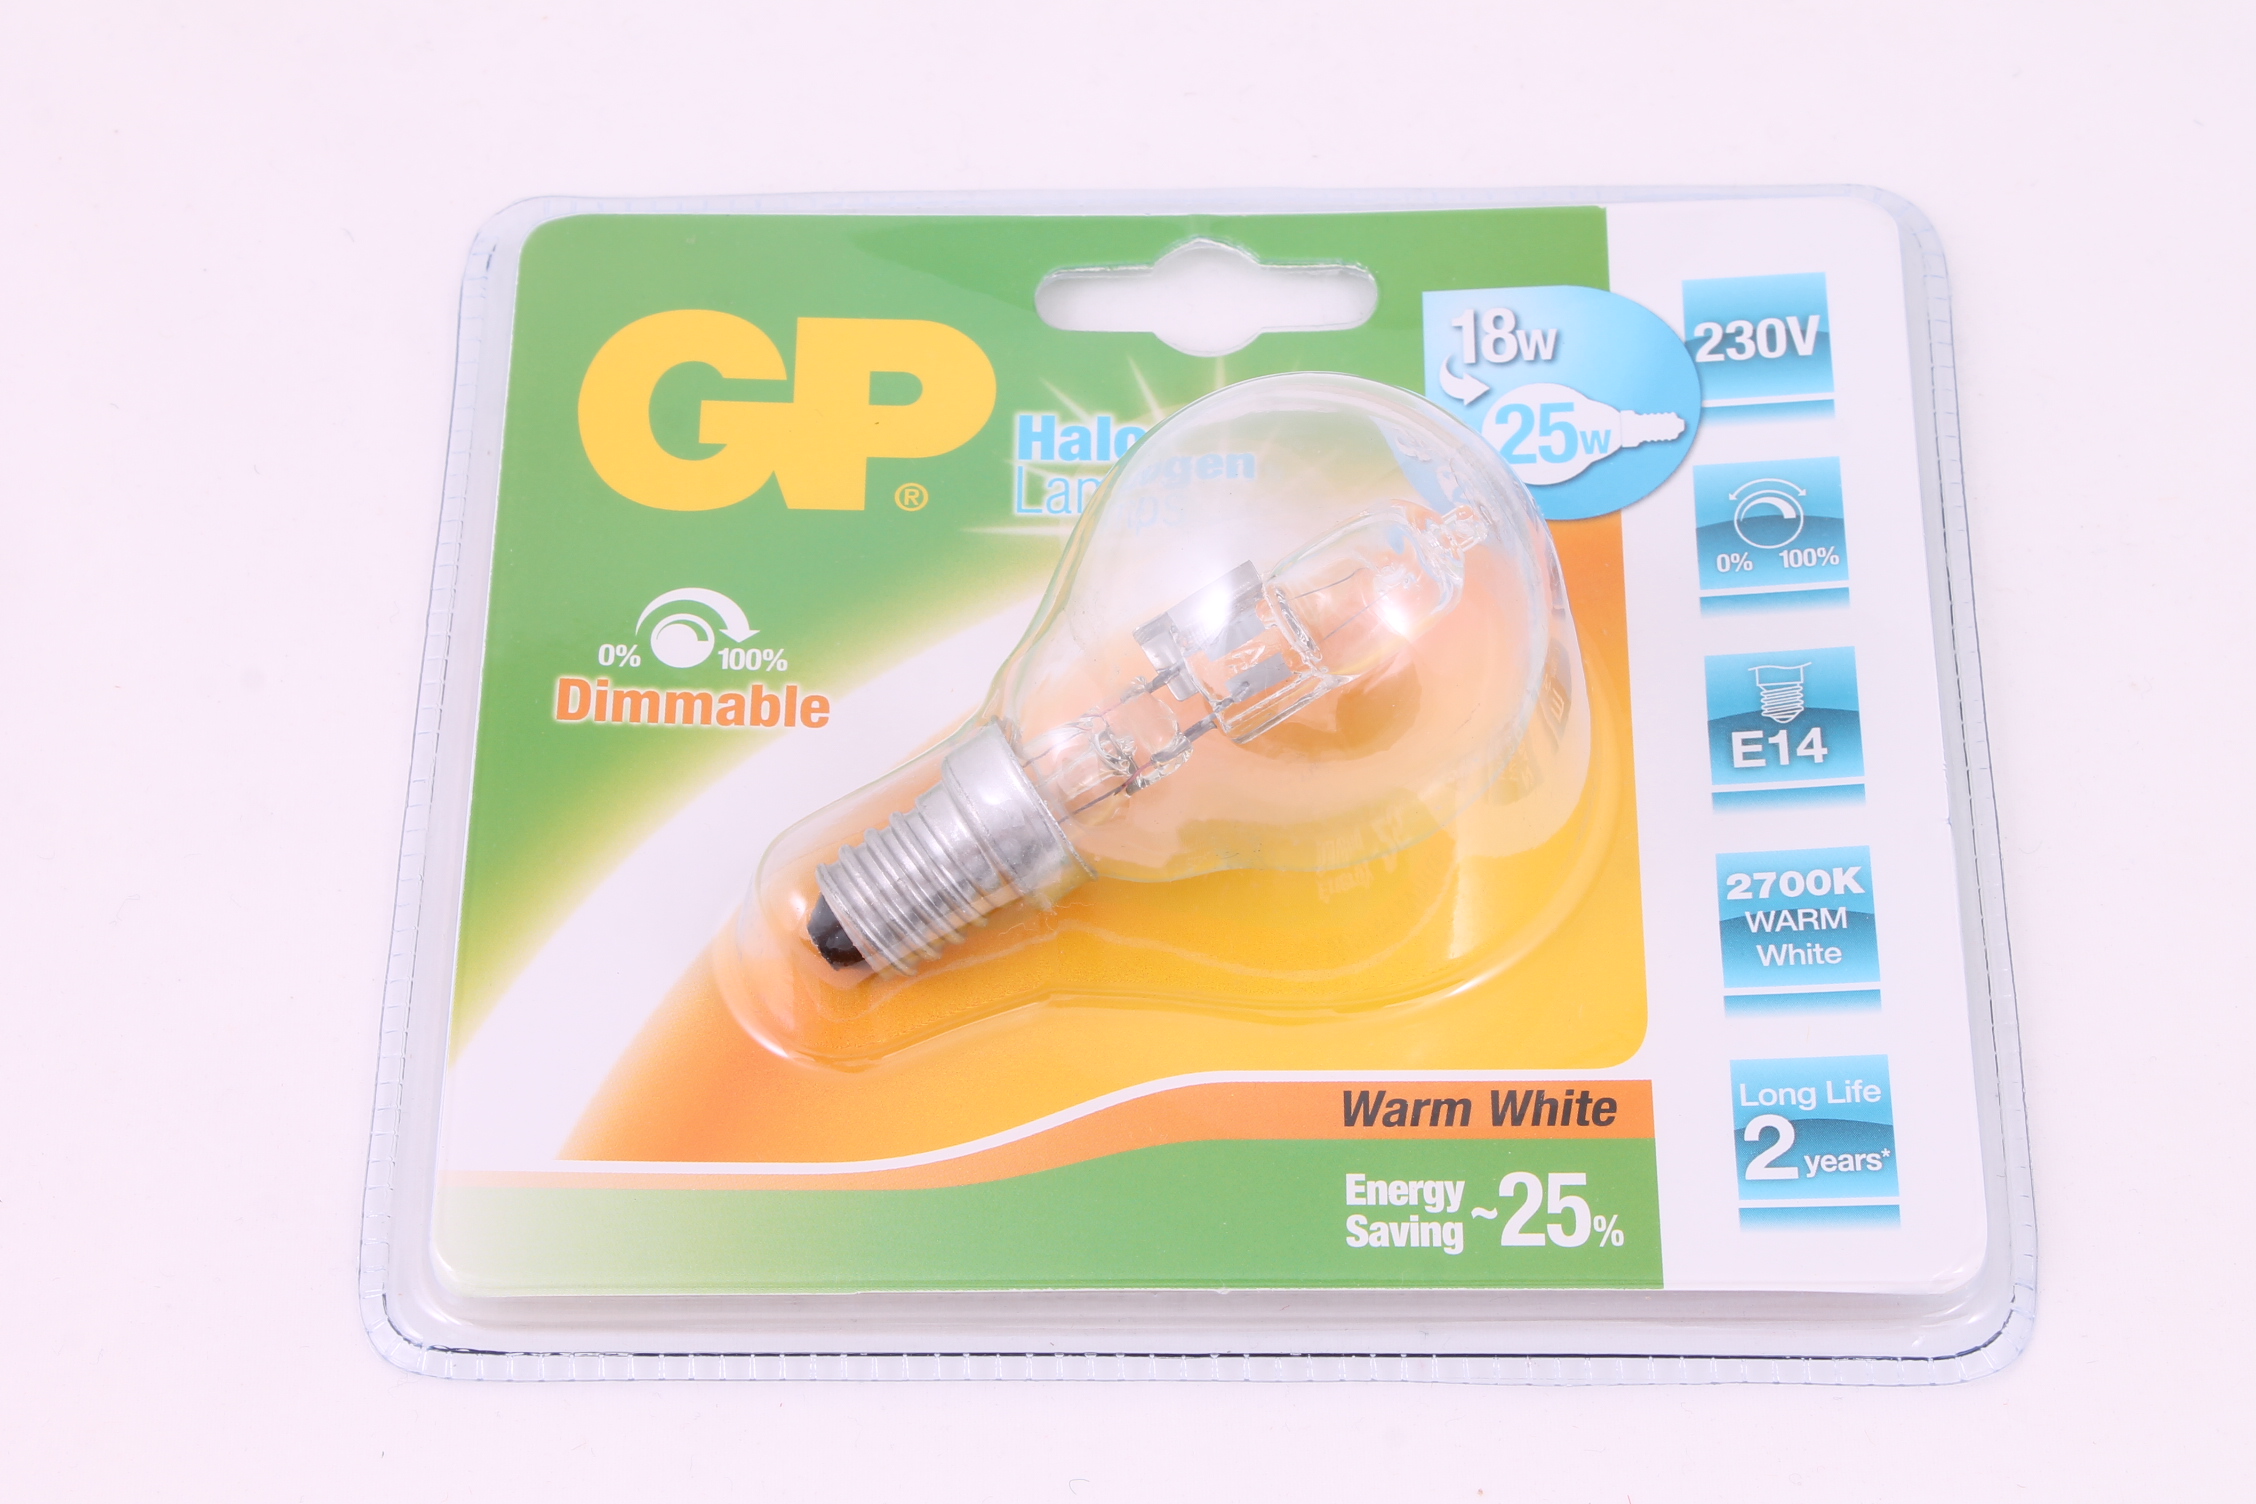 GP®
Halogen
Lamps
0% 100%
Dimmable
18W
25W
230V
0% 100%
E14
2700K
WARM
White
Long Life
2 years*
Warm White
Energy
Saving ~25%